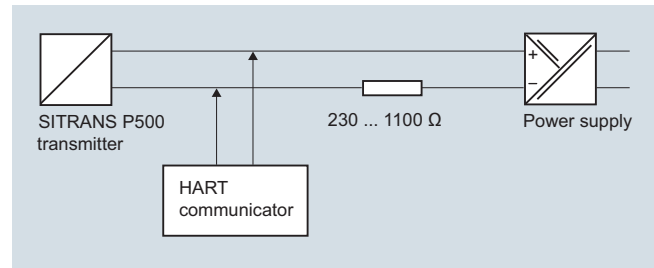 +
−
SITRANS P500
transmitter
230 ... 1100 Ω
Power supply
HART
communicator